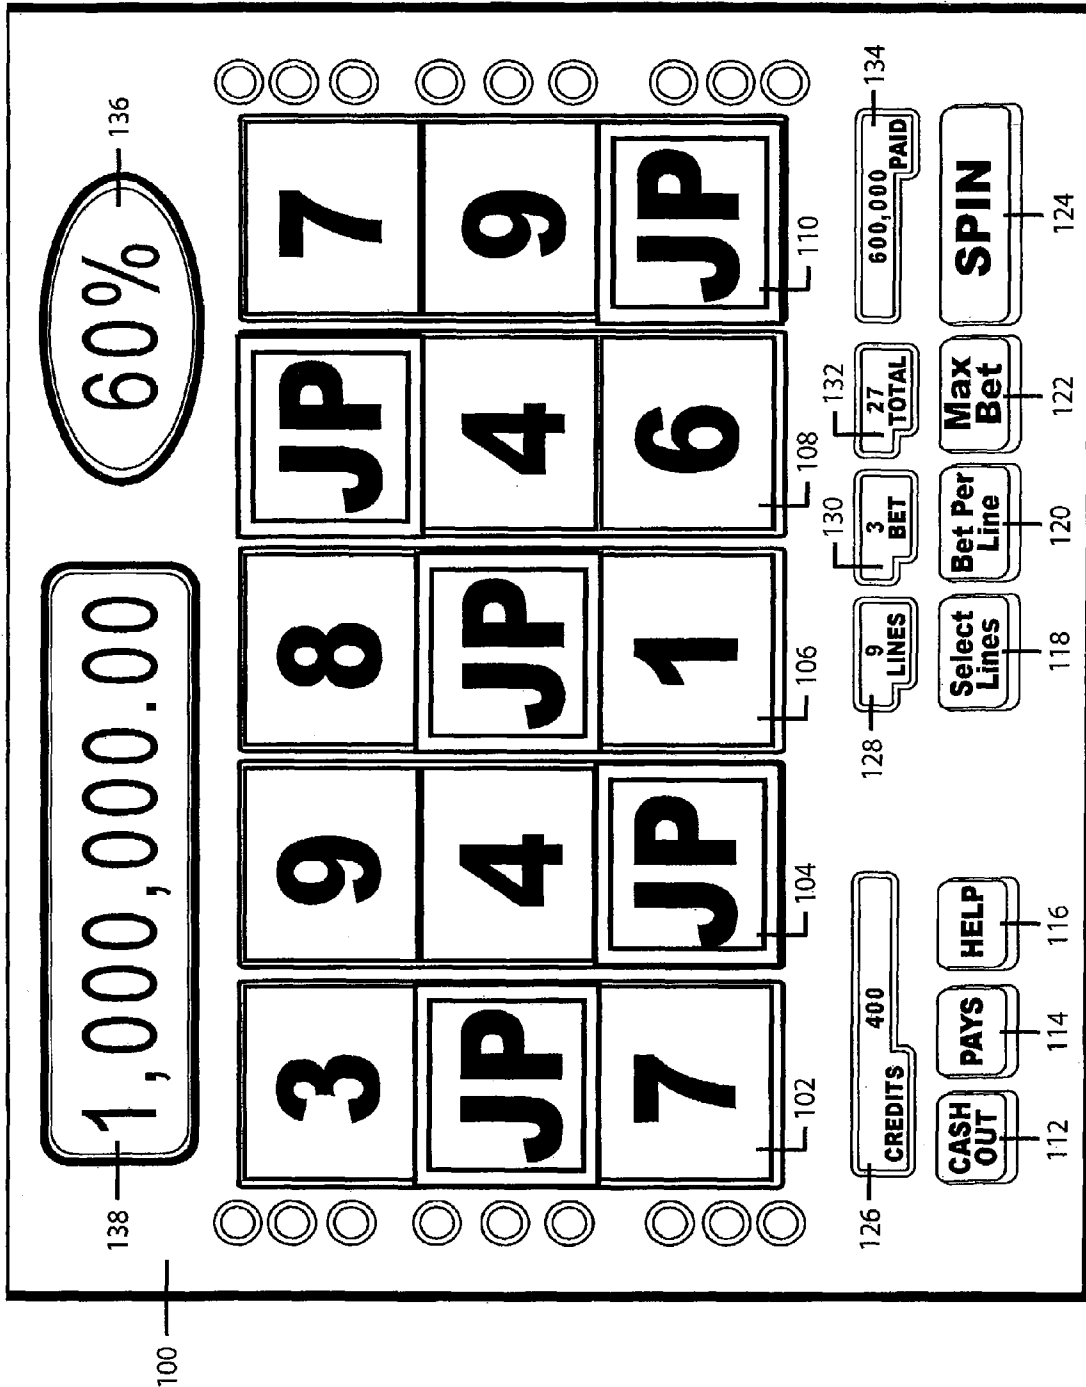 100
138
1,000,000.00
60%
136
3 9 8 JP 7
JP 4 JP 4 9
7 JP 1 6 JP
102 104 106 108 110
126
CREDITS 400
128
9
LINES
130
3
BET
132
27
TOTAL
600,000
PAID
134
CASH
OUT
PAYS
HELP
Select
Lines
Bet Per
Line
Max
Bet
SPIN
112 114 116 118 120 122 124